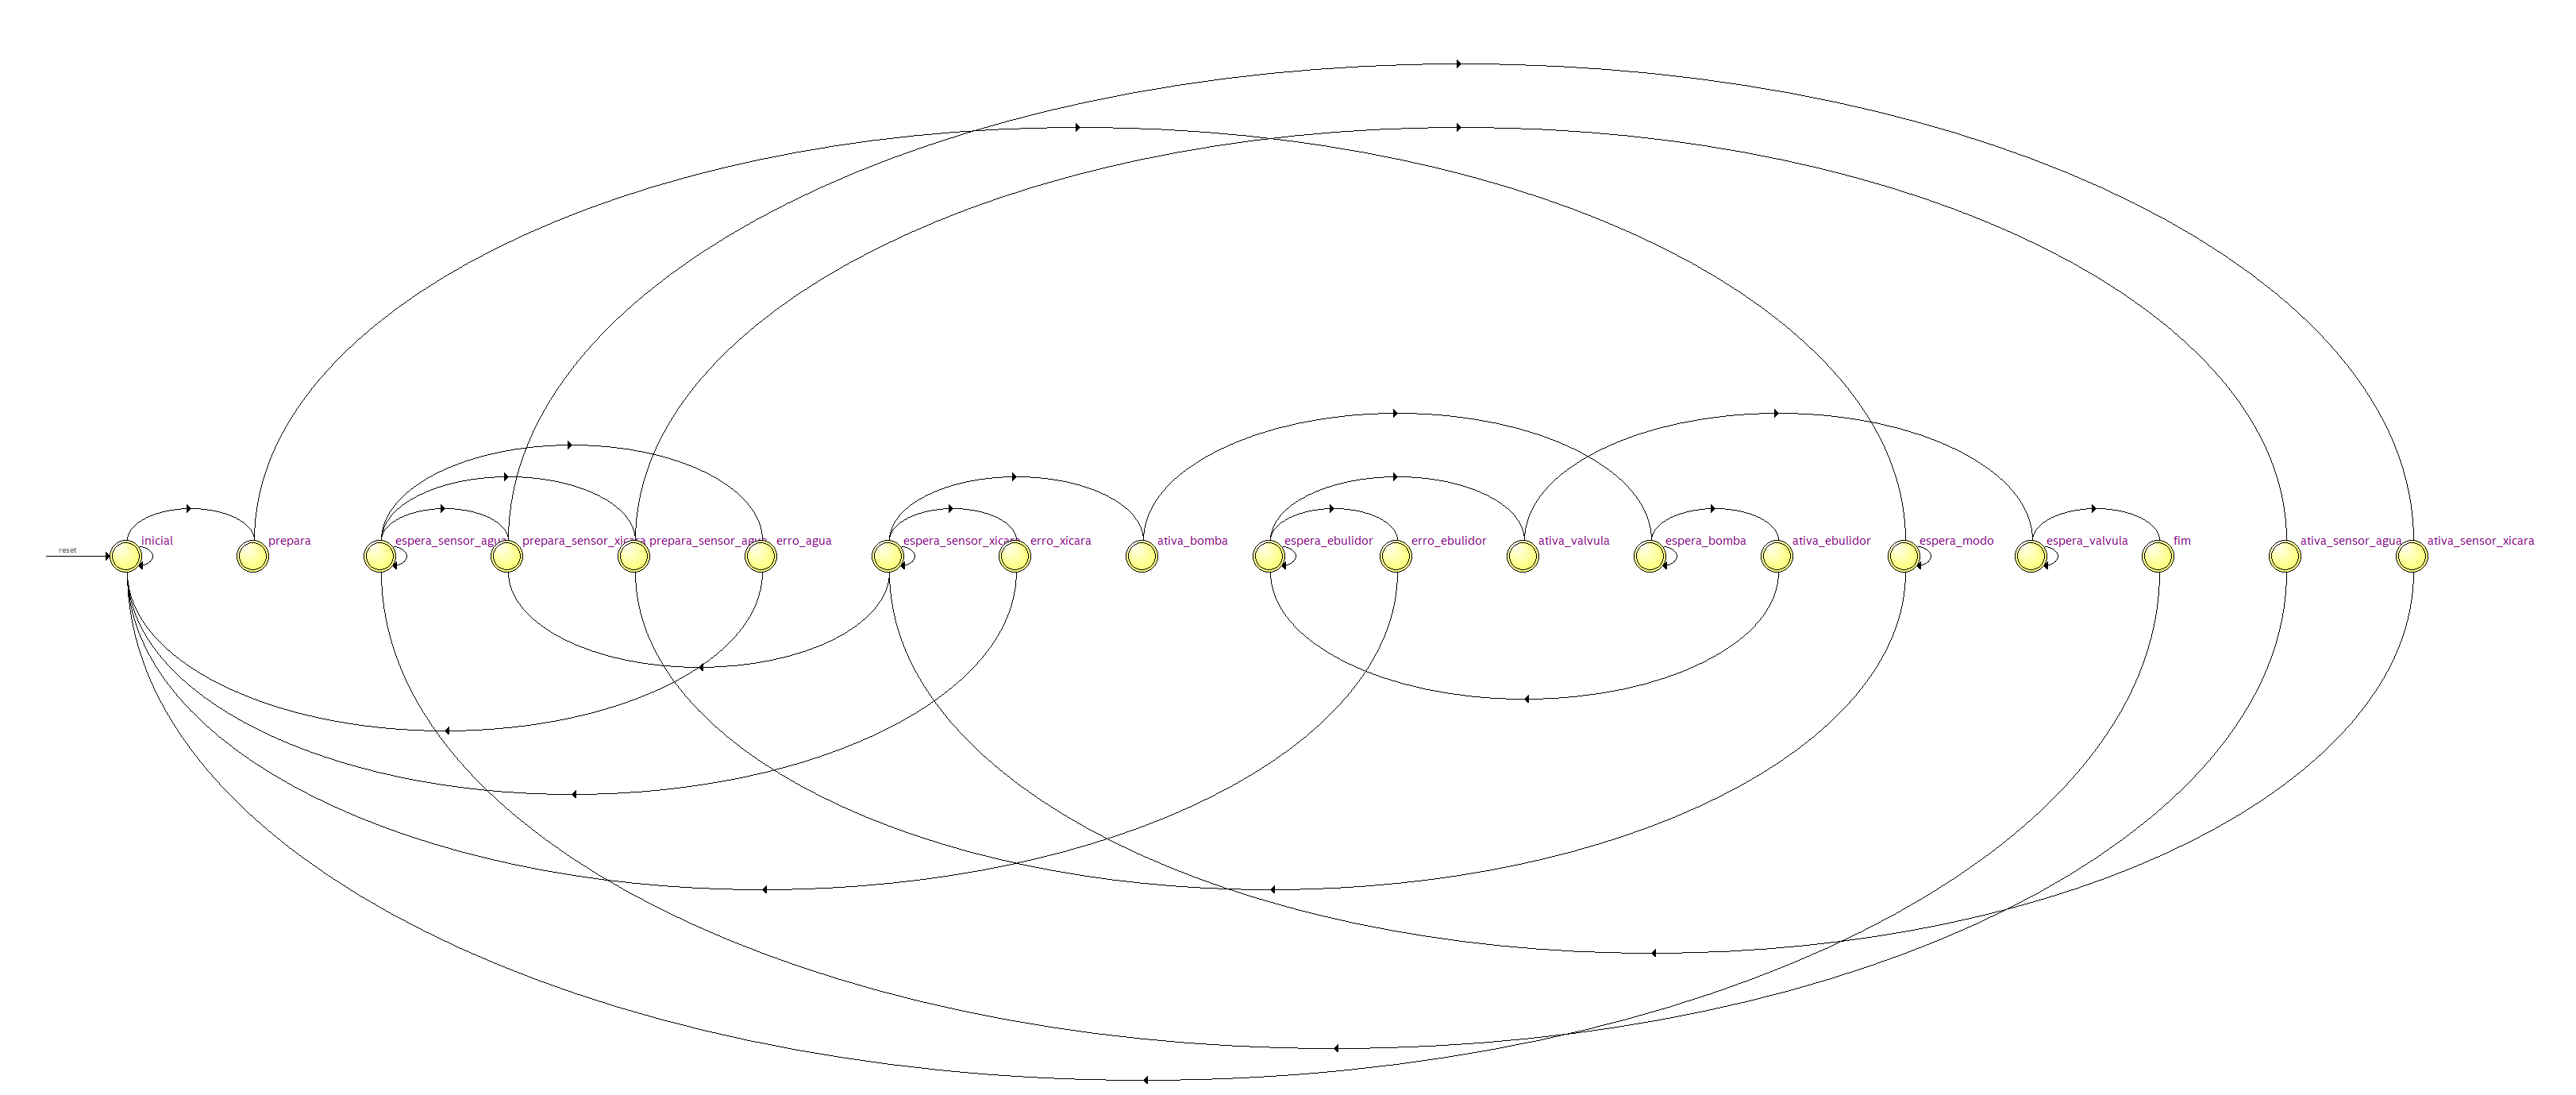 reset
inicial
prepara
espera_sensor_agua
prepara_sensor_xicara
prepara_sensor_agua
erro_agua
espera_sensor_xicara
erro_xicara
ativa_bomba
espera_ebulidor
erro_ebulidor
ativa_valvula
espera_bomba
ativa_ebulidor
espera_modo
espera_valvula
fim
ativa_sensor_agua
ativa_sensor_xicara